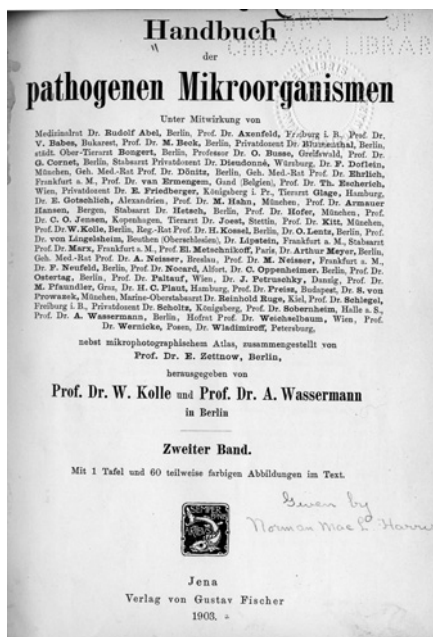 Handbuch
der
CHICAGO LIBRAR
pathogenen Mikroorganismen
Unter Mitwirkung von
Medizinalrat Dr. Rudolf Abel, Berlin, Prof. Dr. Axenfeld, Freiburg i. B., Prof. Dr.
V. Babes, Bukarest, Prof. Dr. M. Beck, Berlin, Privatdozent Dr. Blumenthal, Berlin,
städt. Ober-Tierarzt Bongert, Berlin, Professor Dr. O. Busse, Greifswald, Prof. Dr.
G. Cornet, Berlin, Stabsarzt Privatdozent Dr. Dieudonné, Würzburg, Dr. F. Doflein,
München, Geh. Med.-Rat Prof. Dr. Dönitz, Berlin, Geh. Med.-Rat Prof. Dr. Ehrlich,
Frankfurt a. M., Prof. Dr. van Ermengem, Gand (Belgien), Prof. Dr. Th. Escherich,
Wien, Privatdozent Dr. E. Friedberger, Königsberg i. Pr., Tierarzt Glage, Hamburg,
Dr. E. Gotschlich, Alexandrien, Prof. Dr. M. Hahn, München, Prof. Dr. Armauer
Hansen, Bergen, Stabsarzt Dr. Hetsch, Berlin, Prof. Dr. Hofer, München, Prof.
Dr. C. O. Jensen, Kopenhagen, Tierarzt Dr. Joest, Stettin, Prof. Dr. Kitt, München,
Prof. Dr. W. Kolle, Berlin, Reg.-Rat Prof. Dr. H. Kossel, Berlin, Dr. O. Lentz, Berlin, Prof.
Dr. von Lingelsheim, Beuthen (Oberschlesien), Dr. Lipstein, Frankfurt a. M., Stabsarzt
Prof. Dr. Marx, Frankfurt a. M., Prof. El. Metschnikoff, Paris, Dr. Arthur Meyer, Berlin,
Geh. Med.-Rat Prof. Dr. A. Neisser, Breslau, Prof. Dr. M. Neisser, Frankfurt a. M.,
Dr. F. Neufeld, Berlin, Prof. Dr. Nocard, Alfort, Dr. C. Oppenheimer, Berlin, Prof. Dr.
Ostertag, Berlin, Prof. Dr. Paltauf, Wien, Dr. J. Petruschky, Danzig, Prof. Dr.
M. Pfaundler, Graz, Dr. H. C. Plaut, Hamburg, Prof. Dr. Preisz, Budapest, Dr. S. von
Prowazek, München, Marine-Oberstabsarzt Dr. Reinhold Ruge, Kiel, Prof. Dr. Schlegel,
Freiburg i. B., Privatdozent Dr. Scholtz, Königsberg, Prof. Dr. Sobernheim, Halle a. S.,
Prof. Dr. A. Wassermann, Berlin, Hofrat Prof. Dr. Weichselbaum, Wien, Prof.
Dr. Wernicke, Posen, Dr. Wladimiroff, Petersburg,
nebst mikrophotographischem Atlas, zusammengestellt von
Prof. Dr. E. Zettnow, Berlin,
herausgegeben von
Prof. Dr. W. Kolle und Prof. Dr. A. Wassermann
in Berlin
Zweiter Band.
Mit 1 Tafel und 60 teilweise farbigen Abbildungen im Text.
SEMPER
Given by
Norman Mac L. Harris
Jena
Verlag von Gustav Fischer
1903.